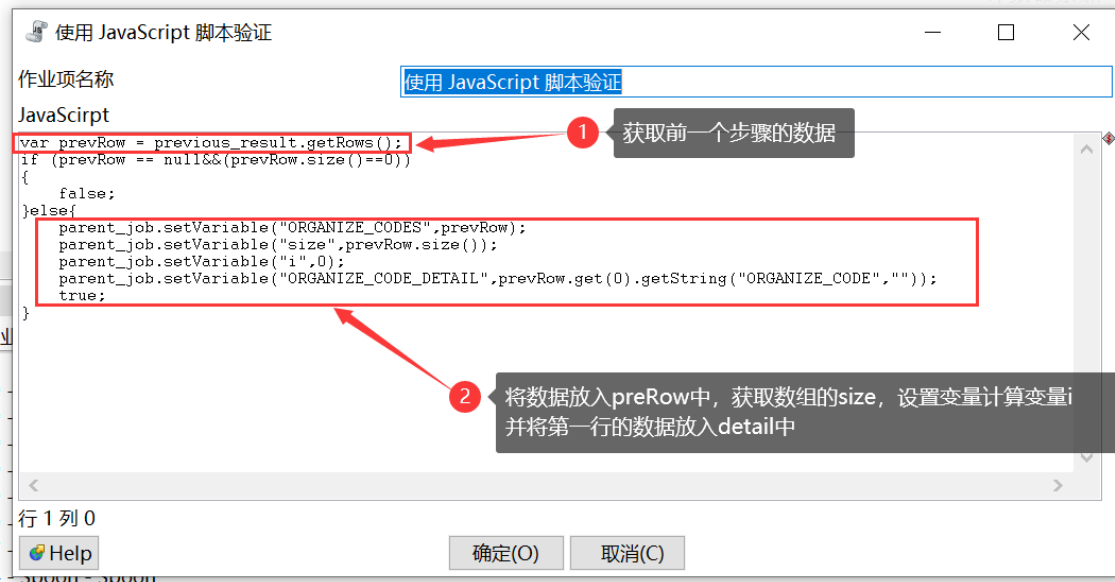 使用 JavaScript 脚本验证
作业项名称
使用 JavaScript 脚本验证
JavaScirpt
var prevRow = previous_result.getRows();
1
获取前一个步骤的数据
if (prevRow == null&&(prevRow.size()==0))
{
false;
}else{
parent_job.setVariable("ORGANIZE_CODES",prevRow);
parent_job.setVariable("size",prevRow.size());
parent_job.setVariable("i",0);
parent_job.setVariable("ORGANIZE_CODE_DETAIL",prevRow.get(0).getString("ORGANIZE_CODE",""));
true;
}
2
将数据放入preRow中，获取数组的size，设置变量计算变量i
并将第一行的数据放入detail中
行 1 列 0
Help
确定(O)
取消(C)